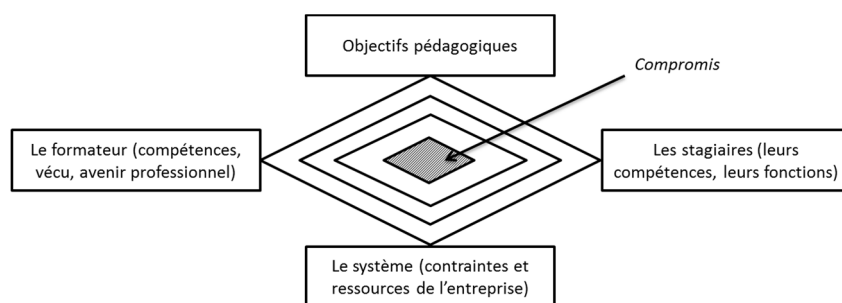 Objectifs pédagogiques
Compromis
Le formateur (compétences,
vécu, avenir professionnel)
Les stagiaires (leurs
compétences, leurs fonctions)
Le système (contraintes et
ressources de l'entreprise)